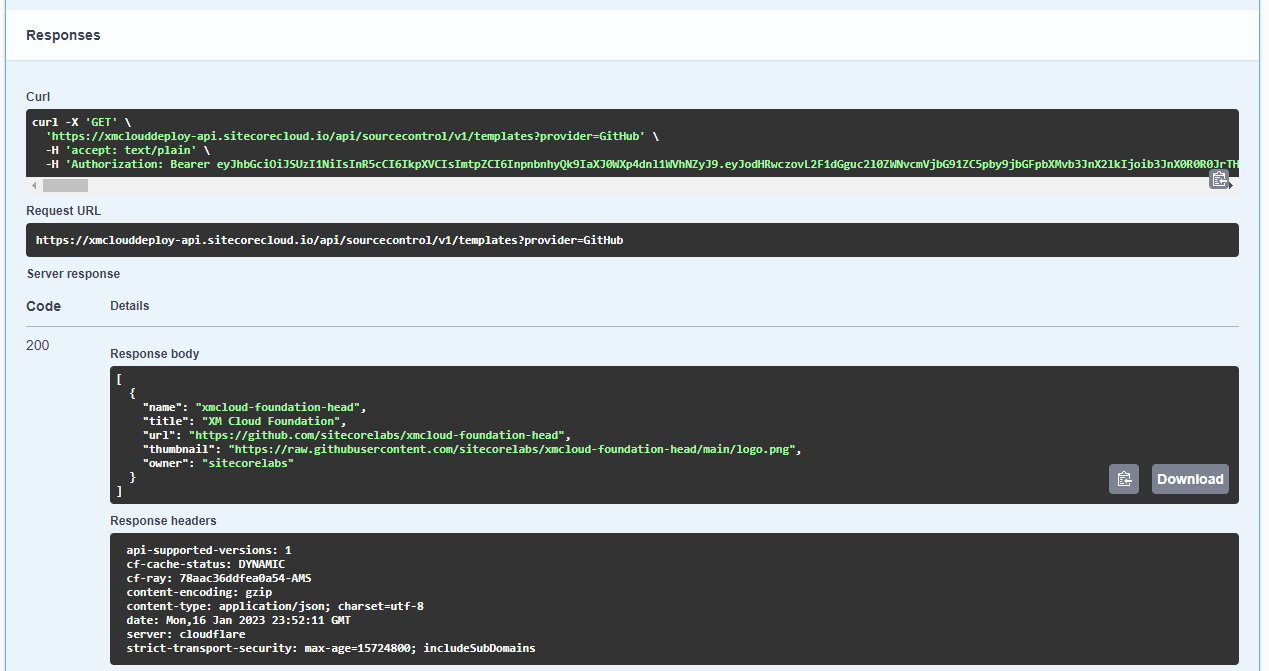 Responses
Curl
curl -X 'GET' \
'https://xmclouddeploy-api.sitecorecloud.io/api/sourcecontrol/v1/templates?provider=GitHub' \
-H 'accept: text/plain' \
-H 'Authorization: Bearer
Request URL
https://xmclouddeploy-api.sitecorecloud.io/api/sourcecontrol/v1/templates?provider=GitHub
Server response
Code Details
200
Response body
[
{
"name": "xmcloud-foundation-head",
"title": "XM Cloud Foundation",
"url": "https://github.com/sitecorelabs/xmcloud-foundation-head",
"thumbnail": "https://raw.githubusercontent.com/sitecorelabs/xmcloud-foundation-head/main/logo.png",
"owner": "sitecorelabs"
}
]
Download
Response headers
api-supported-versions: 1
cf-cache-status: DYNAMIC
cf-ray: 78aac36ddfea0a54-AMS
content-encoding: gzip
content-type: application/json; charset=utf-8
date: Mon,16 Jan 2023 23:52:11 GMT
server: cloudflare
strict-transport-security: max-age=15724800; includeSubDomains